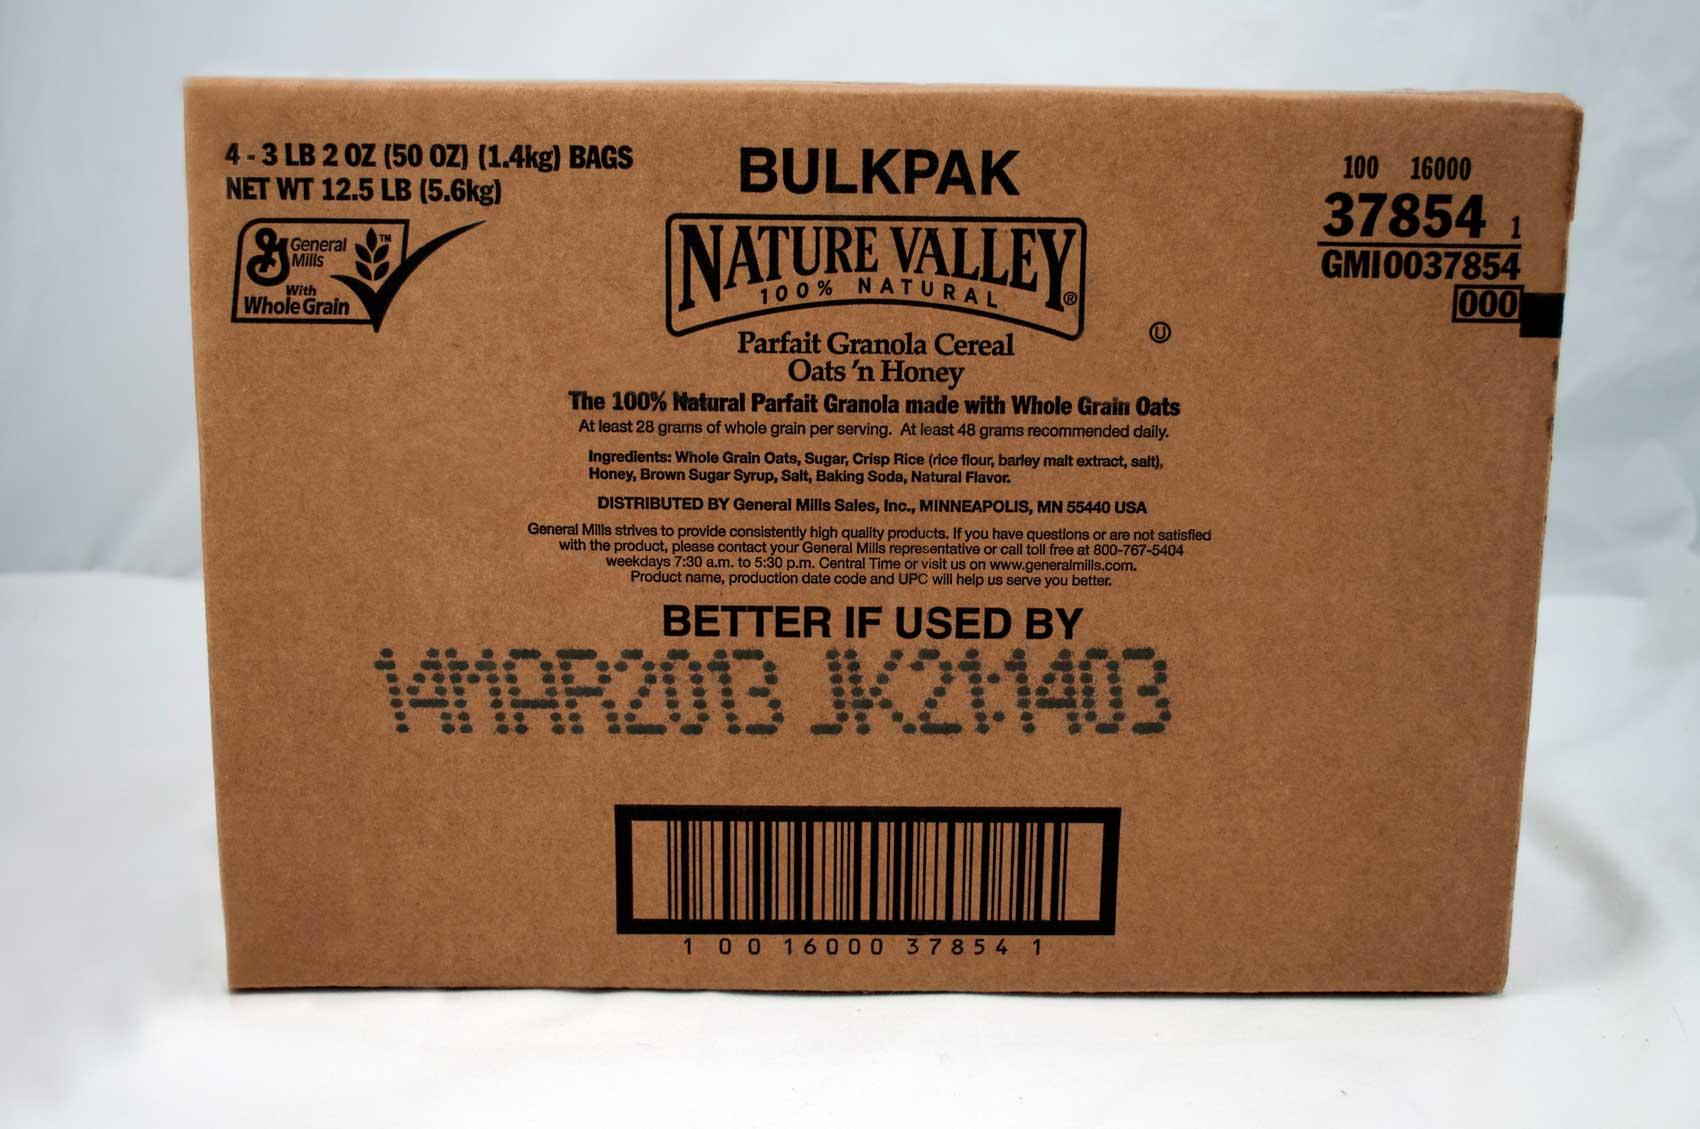 4 - 3 LB 2 OZ (50 OZ) (1.4kg) BAGS
NET WT 12.5 LB (5.6kg)
General
Mills
TM
With
Whole Grain
BULKPAK
NATURE VALLEY
100% NATURAL ®
Parfait Granola Cereal
Oats 'n Honey
U
100 16000
37854 1
GMI0037854
000
The 100% Natural Parfait Granola made with Whole Grain Oats
At least 28 grams of whole grain per serving. At least 48 grams recommended daily.
Ingredients: Whole Grain Oats, Sugar, Crisp Rice (rice flour, barley malt extract, salt),
Honey, Brown Sugar Syrup, Salt, Baking Soda, Natural Flavor.
DISTRIBUTED BY General Mills Sales, Inc., MINNEAPOLIS, MN 55440 USA
General Mills strives to provide consistently high quality products. If you have questions or are not satisfied
with the product, please contact your General Mills representative or call toll free at 800-767-5404
weekdays 7:30 a.m. to 5:30 p.m. Central Time or visit us on www.generalmills.com.
Product name, production date code and UPC will help us serve you better.
BETTER IF USED BY
14MAR2013 JK21:1403
1 00 16000 37854 1